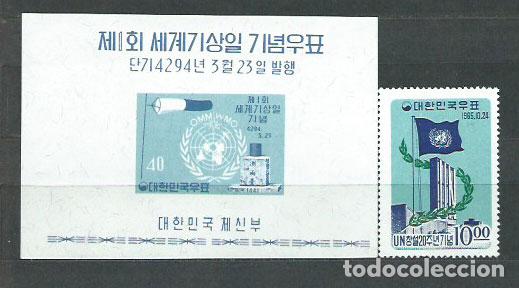 제1회 세계기상일 기념우표
단기4294년 3월 23일 발행
제1회
세계기상일
기념
4294
3.23
OMM WMO
40
대한민국우표
1961
대한민국 체신부
대한민국우표
1965.10.24
UN창설20주년기념 10.00
todocoleccion